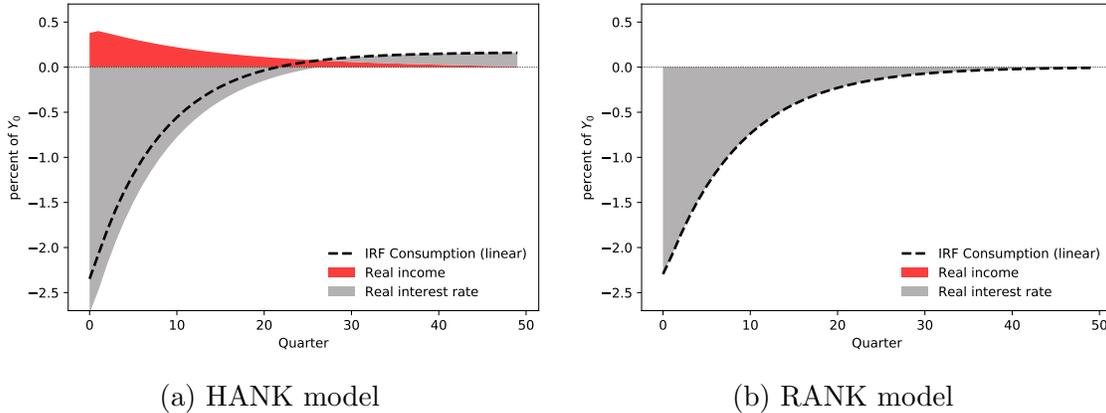 0.5
0.0
−0.5
−1.0
−1.5
−2.0
−2.5
percent of Y0
IRF Consumption (linear)
Real income
Real interest rate
0 10 20 30 40 50
Quarter
(a) HANK model
0.5
0.0
−0.5
−1.0
−1.5
−2.0
−2.5
percent of Y0
IRF Consumption (linear)
Real income
Real interest rate
0 10 20 30 40 50
Quarter
(b) RANK model